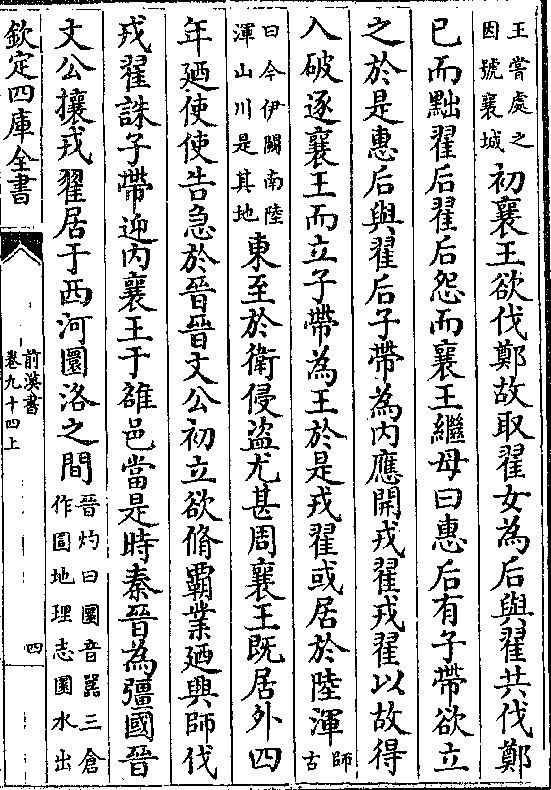 王嘗處之因號襄城初襄王欲伐鄭故取翟女為后與翟共伐鄭
已而黜翟后翟后怨而襄王繼母曰惠后有子帶欲立
之於是惠后與翟后子帶為内應開戎翟戎翟以故得
入破逐襄王而立子帶為王於是戎翟或居於陸渾師古
曰今伊闕南陸渾山川是其地東至於衛侵盗尤甚周襄王既居外四
年廼使使告急於晉晉文公初立欲脩霸業廼興師伐
戎翟誅子帶迎内襄王于雒邑當是時秦晉為彊國晉
文公攘戎翟居于西河圜洛之間晉灼曰圜音嚚三倉作圁地理志圜水出
欽定四庫全書
前漢書
卷九十四上
四